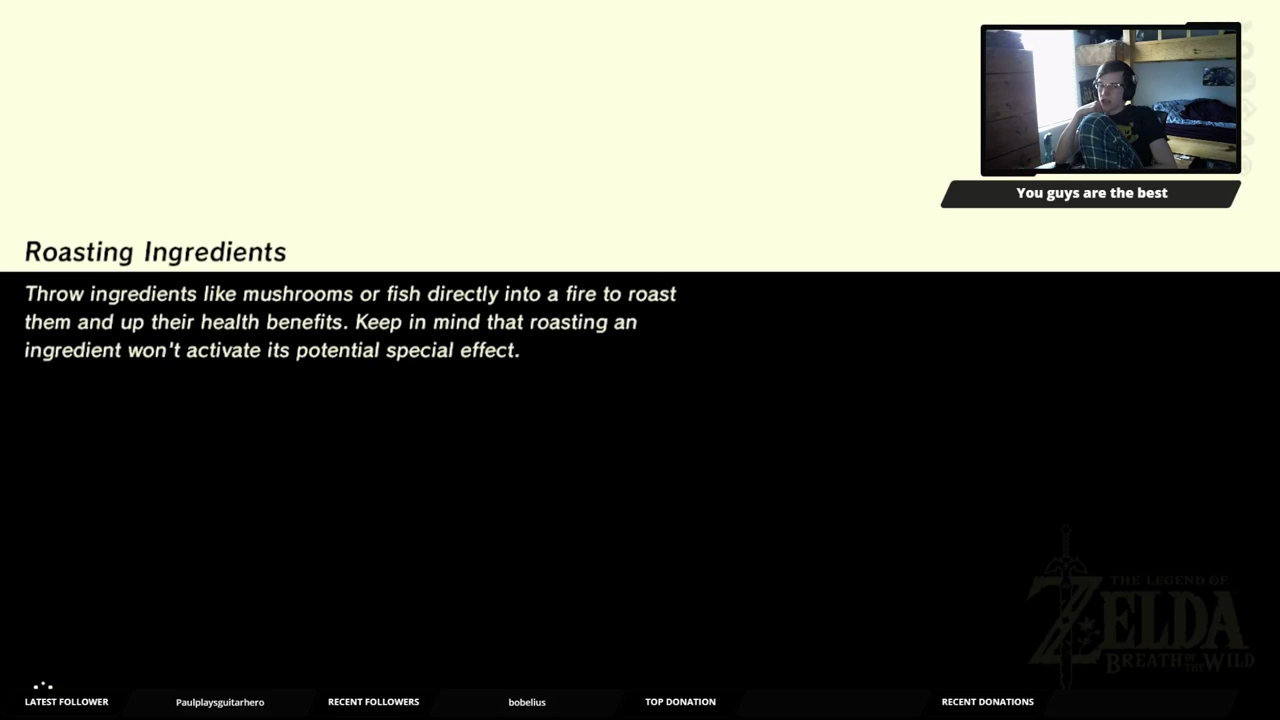 You guys are the best
Roasting Ingredients
Throw ingredients like mushrooms or fish directly into a fire to roast
them and up their health benefits. Keep in mind that roasting an
ingredient won't activate its potential special effect.
THE LEGEND OF
ZELDA
BREATH OF THE WILD
LATEST FOLLOWER Paulplaysguitarhero RECENT FOLLOWERS bobelius TOP DONATION RECENT DONATIONS